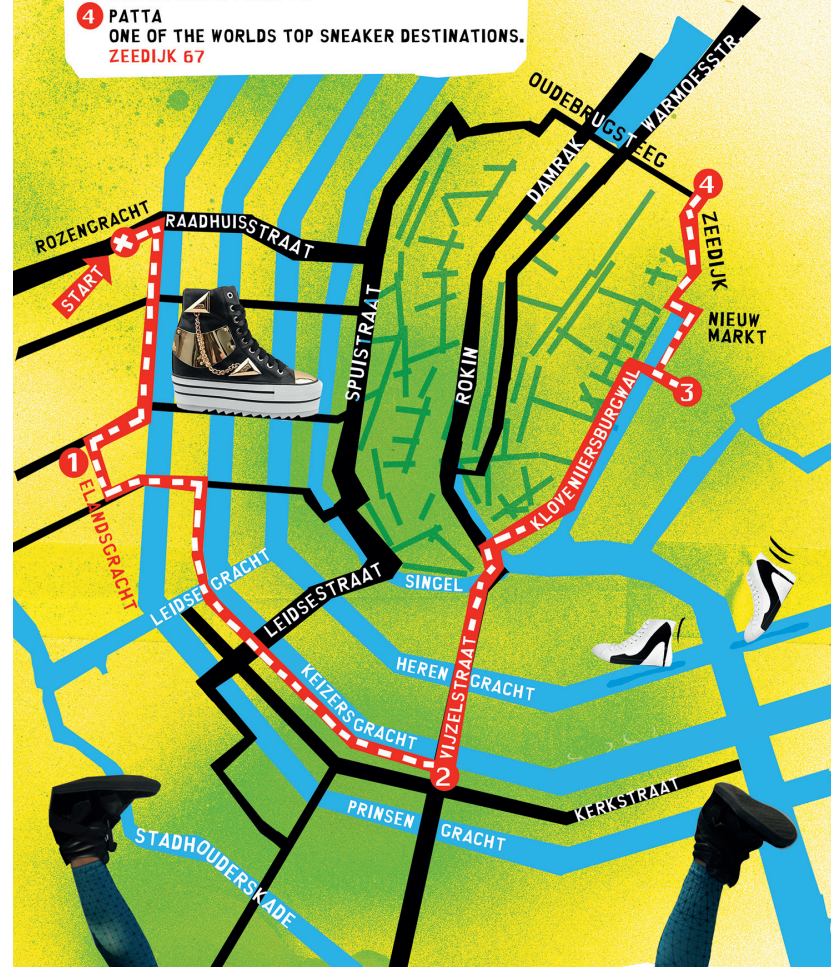 4 PATTA
ONE OF THE WORLDS TOP SNEAKER DESTINATIONS.
ZEEDIJK 67
OUDEBRUGSTEEG
WARMOESSTR.
DAMRAK
4
ZEEDIJK
ROZENGRACHT
RAADHUISSTRAAT
START
NIEUW
MARKT
SPUISTRAAT
ROKIN
3
KLOVENIERSBURGWAL
1
ELANDSGRACHT
LEIDSEGRACHT
LEIDSESTRAAT
SINGEL
HERENGRACHT
KEIZERSGRACHT
VIJZELSTRAAT
2
KERKSTRAAT
PRINSENGRACHT
STADHOUDERSKADE